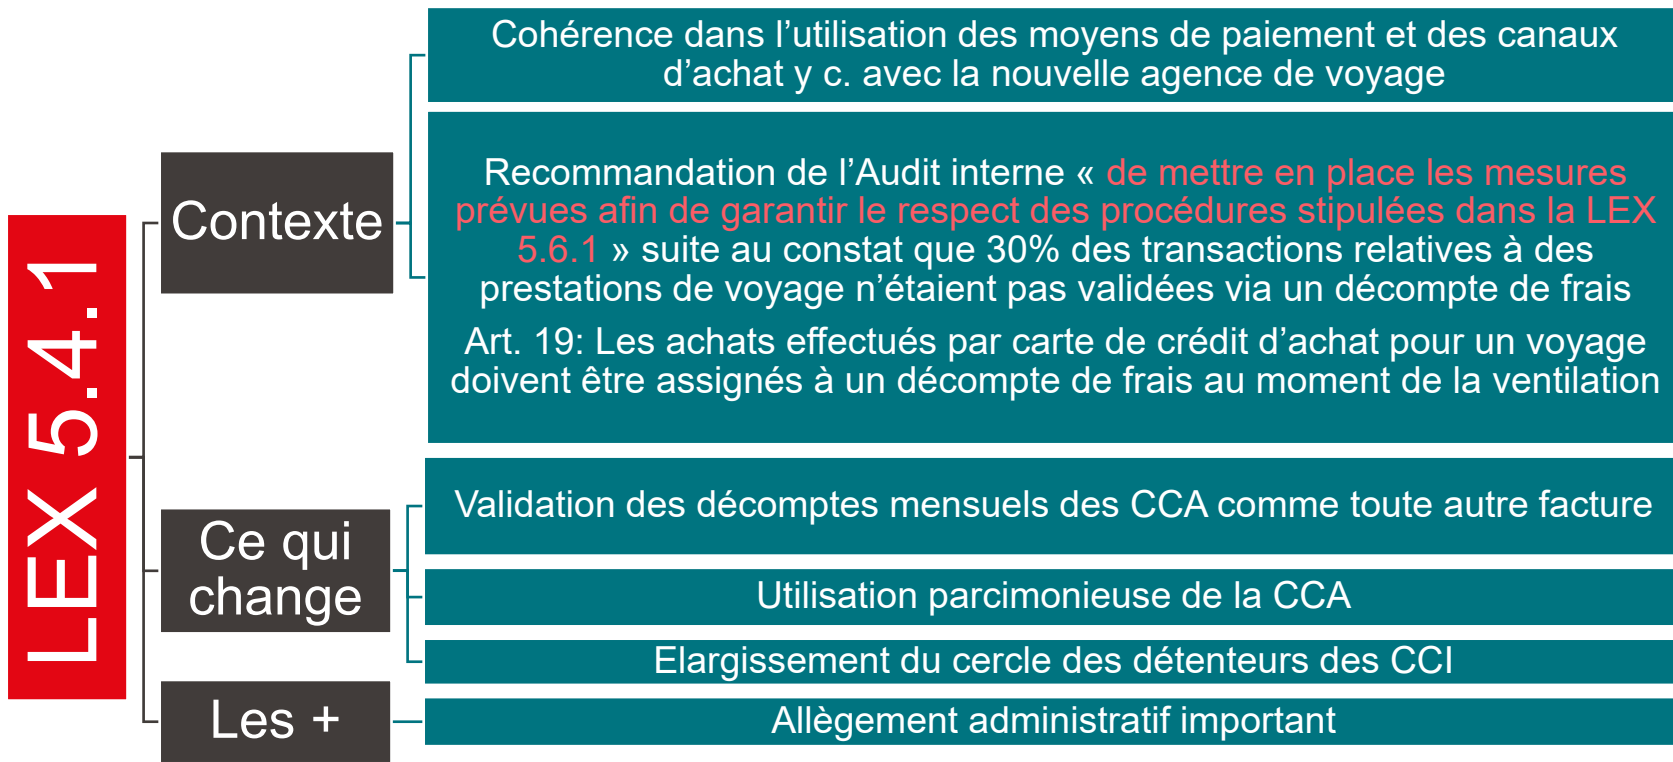 LEX 5.4.1
Contexte
Cohérence dans l’utilisation des moyens de paiement et des canaux
d’achat y c. avec la nouvelle agence de voyage
Recommandation de l’Audit interne « de mettre en place les mesures
prévues afin de garantir le respect des procédures stipulées dans la LEX
5.6.1 » suite au constat que 30% des transactions relatives à des
prestations de voyage n’étaient pas validées via un décompte de frais
Art. 19: Les achats effectués par carte de crédit d’achat pour un voyage
doivent être assignés à un décompte de frais au moment de la ventilation
Ce qui
change
Validation des décomptes mensuels des CCA comme toute autre facture
Utilisation parcimonieuse de la CCA
Elargissement du cercle des détenteurs des CCI
Les +
Allègement administratif important